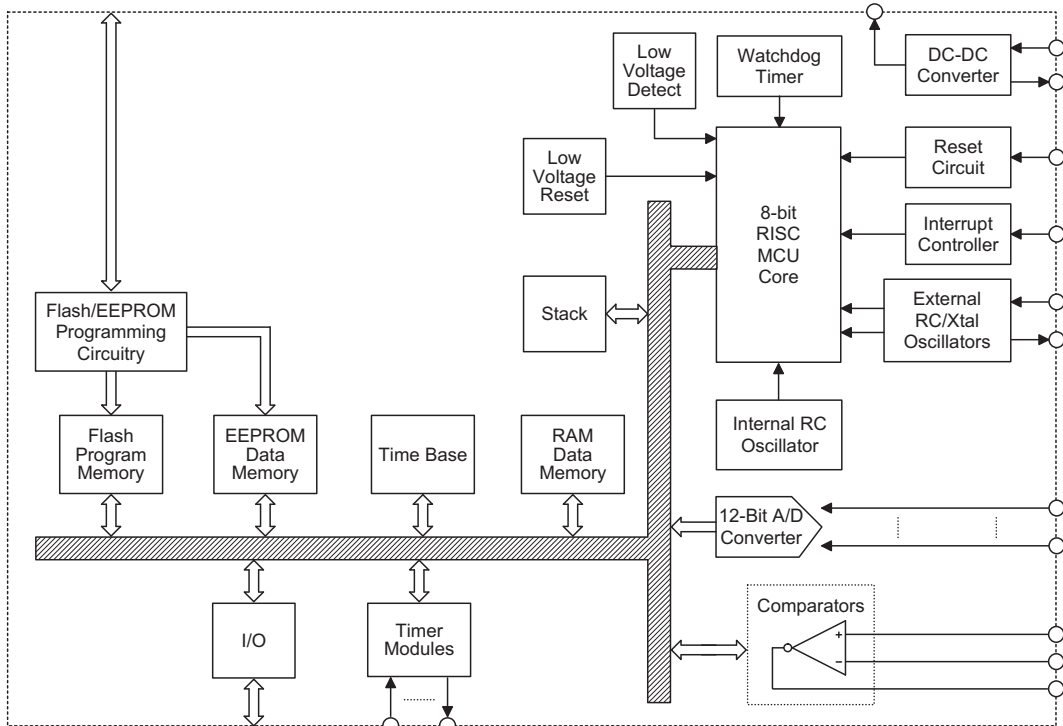 Low
Voltage
Detect
Watchdog
Timer
DC-DC
Converter
Low
Voltage
Reset
8-bit
RISC
MCU
Core
Reset
Circuit
Interrupt
Controller
External
RC/Xtal
Oscillators
Stack
Flash/EEPROM
Programming
Circuitry
Internal RC
Oscillator
Flash
Program
Memory
EEPROM
Data
Memory
Time Base
RAM
Data
Memory
12-Bit A/D
Converter
I/O
Timer
Modules
Comparators
+
−